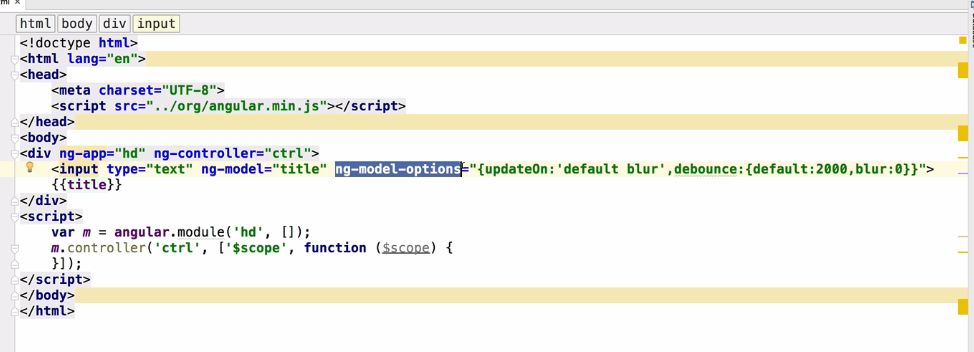 ml ×
html body div input
<!doctype html>
<html lang="en">
<head>
    <meta charset="UTF-8">
    <script src="../org/angular.min.js"></script>
</head>
<body>
<div ng-app="hd" ng-controller="ctrl">
    <input type="text" ng-model="title" ng-model-options="{updateOn:'default blur',debounce:{default:2000,blur:0}}">
    {{title}}
</div>
<script>
    var m = angular.module('hd', []);
    m.controller('ctrl', ['$scope', function ($scope) {
    }]);
</script>
</body>
</html>